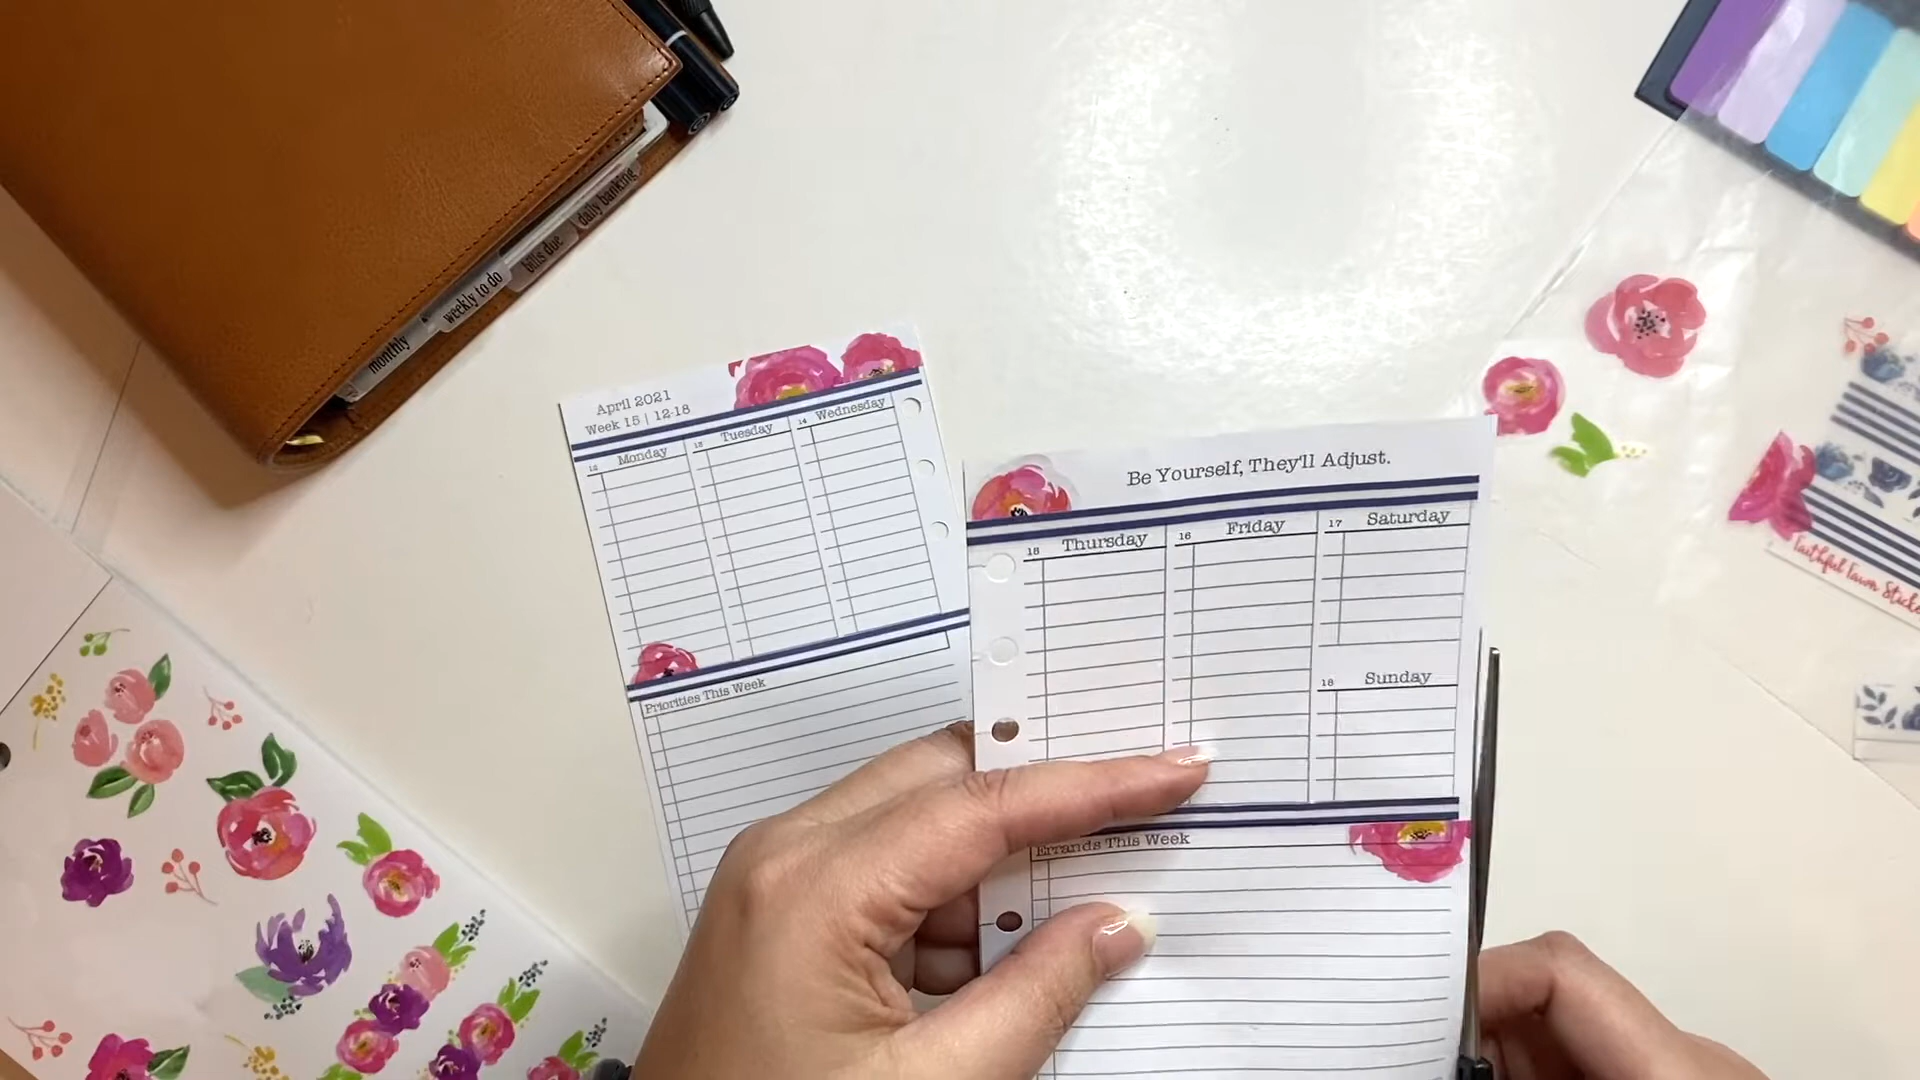 monthly
weekly to do
bills due
daily banking
April 2021
Week 15 | 12-18
12 Monday
13 Tuesday
14 Wednesday
Priorities This Week
Be Yourself, They'll Adjust.
15 Thursday
16 Friday
17 Saturday
18 Sunday
Errands This Week
Faithful Fawn